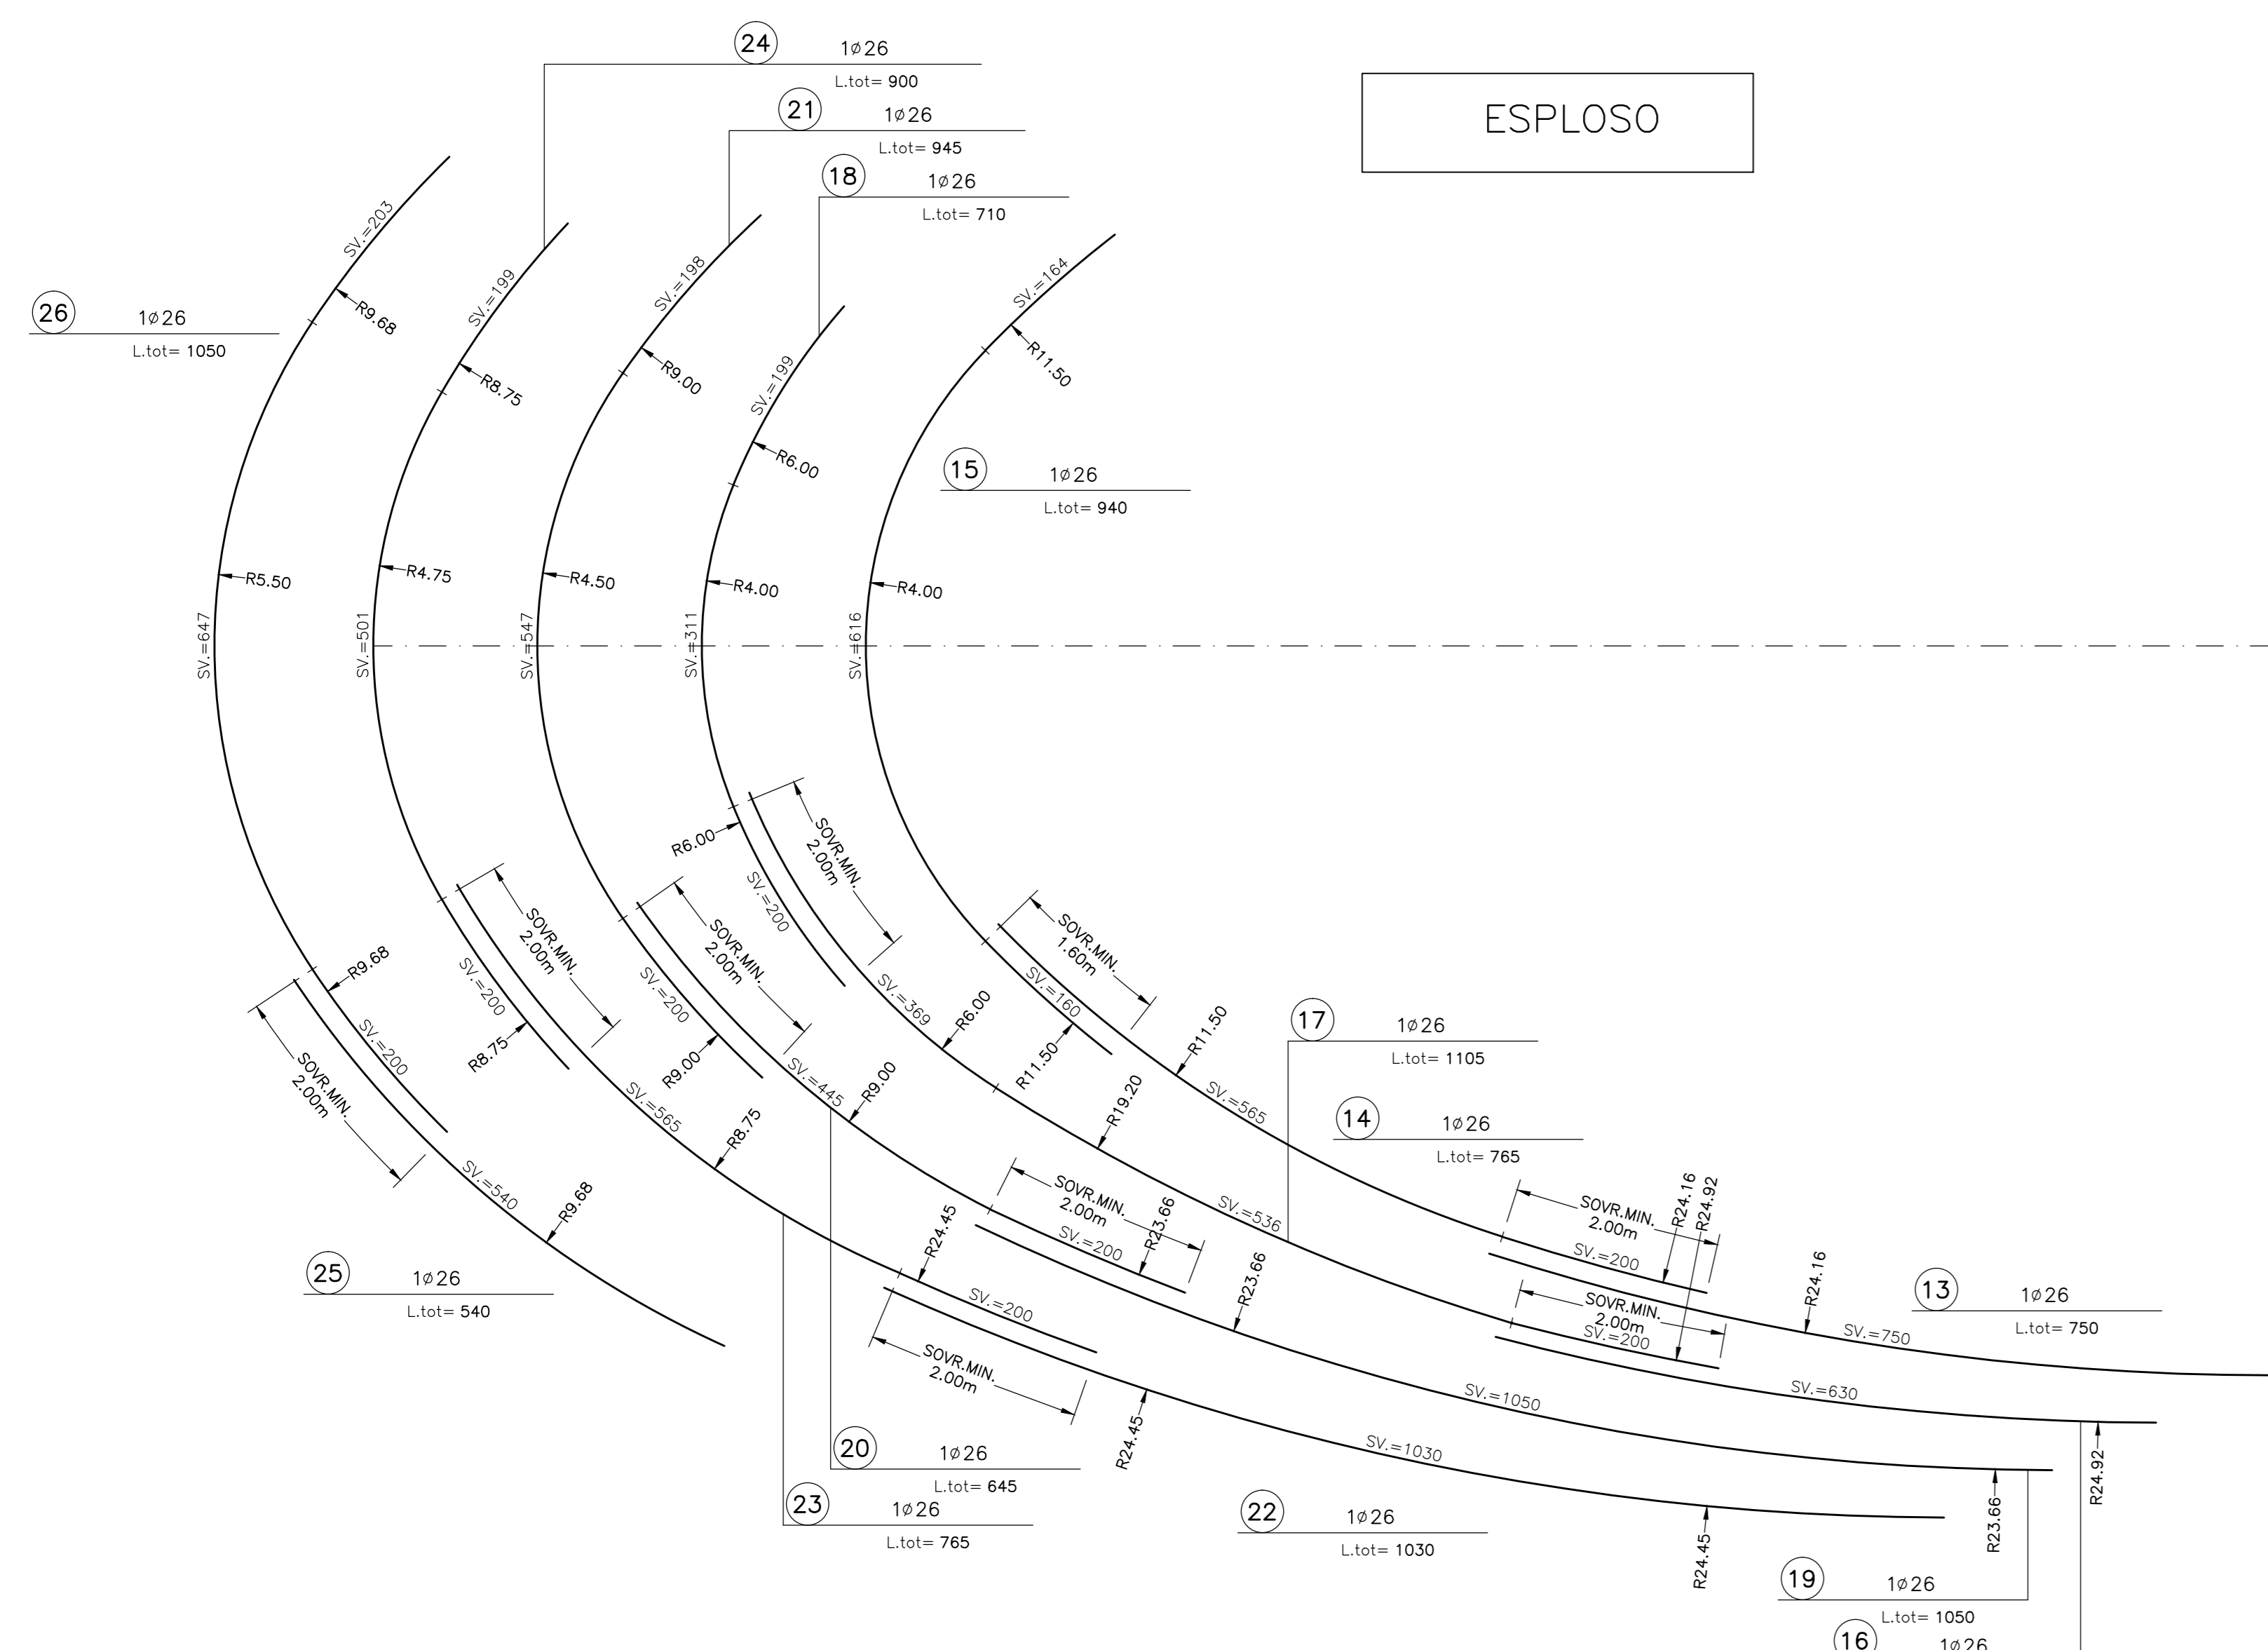 24 1ø26
L.tot= 900
21 1ø26
L.tot= 945
18 1ø26
L.tot= 710
ESPLOSO
26 1ø26
L.tot= 1050
SV.=203
R9.68
SV.=199
R8.75
SV.=198
R9.00
SV.=199
R6.00
SV.=164
R11.50
15 1ø26
L.tot= 940
R5.50
R4.75
R4.50
R4.00
R4.00
SV.=647
SV.=501
SV.=547
SV.=311
SV.=616
R6.00
SOVR.MIN.
2.00m
SV.=200
SOVR.MIN.
2.00m
SV.=200
R8.75
SOVR.MIN.
2.00m
SV.=200
R9.00
SOVR.MIN.
1.60m
SV.=160
R11.50
R9.68
SV.=200
SOVR.MIN.
2.00m
SV.=369
R6.00
R11.50
17 1ø26
L.tot= 1105
SV.=565
SV.=445
R9.00
R19.20
SV.=565
R8.75
14 1ø26
L.tot= 765
SV.=540
R9.68
SOVR.MIN.
2.00m
R23.66
SV.=200
SV.=536
SOVR.MIN.
2.00m
R24.16
R24.92
SV.=200
R24.45
SV.=200
R23.66
SOVR.MIN.
2.00m
SV.=200
R24.16
13 1ø26
L.tot= 750
SV.=750
25 1ø26
L.tot= 540
SOVR.MIN.
2.00m
SV.=1050
SV.=630
R24.45
SV.=1030
20 1ø26
L.tot= 645
23 1ø26
L.tot= 765
22 1ø26
L.tot= 1030
R24.45
R23.66
R24.92
19 1ø26
L.tot= 1050
16 1ø26